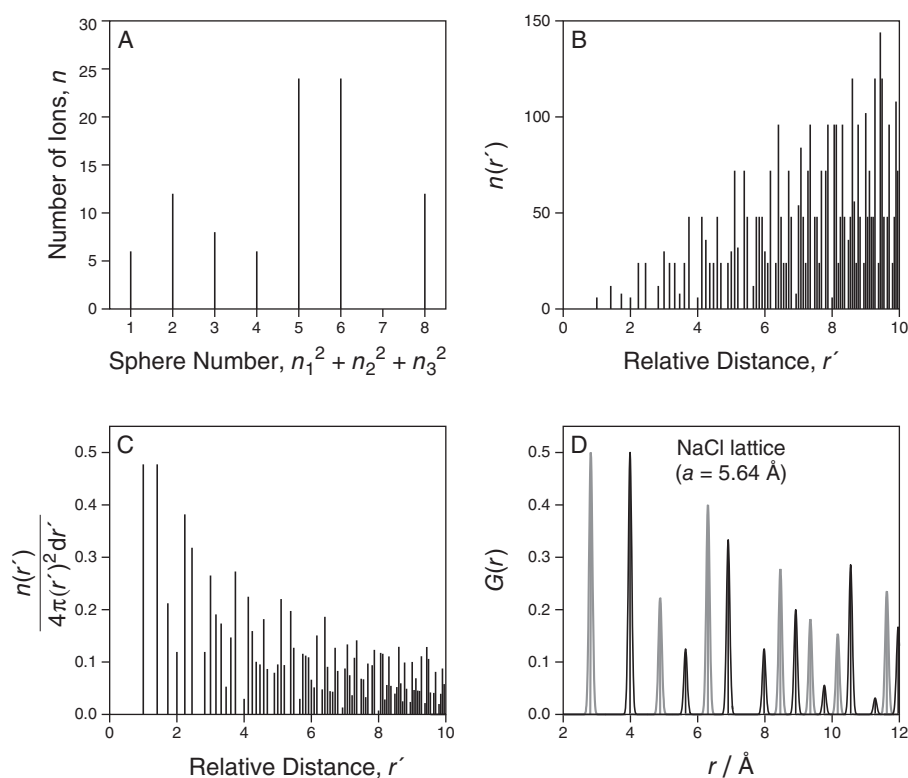 A
30
25
20
15
10
5
0
Number of Ions, n
1 2 3 4 5 6 7 8
Sphere Number, n₁² + n₂² + n₃²
B
150
100
50
0
n(r′)
0 2 4 6 8 10
Relative Distance, r′
C
0.5
0.4
0.3
0.2
0.1
0.0
n(r′)
4π(r′)²dr′
0 2 4 6 8 10
Relative Distance, r′
D
NaCl lattice
(a = 5.64 Å)
0.5
0.4
0.3
0.2
0.1
0.0
G(r)
2 4 6 8 10 12
r / Å